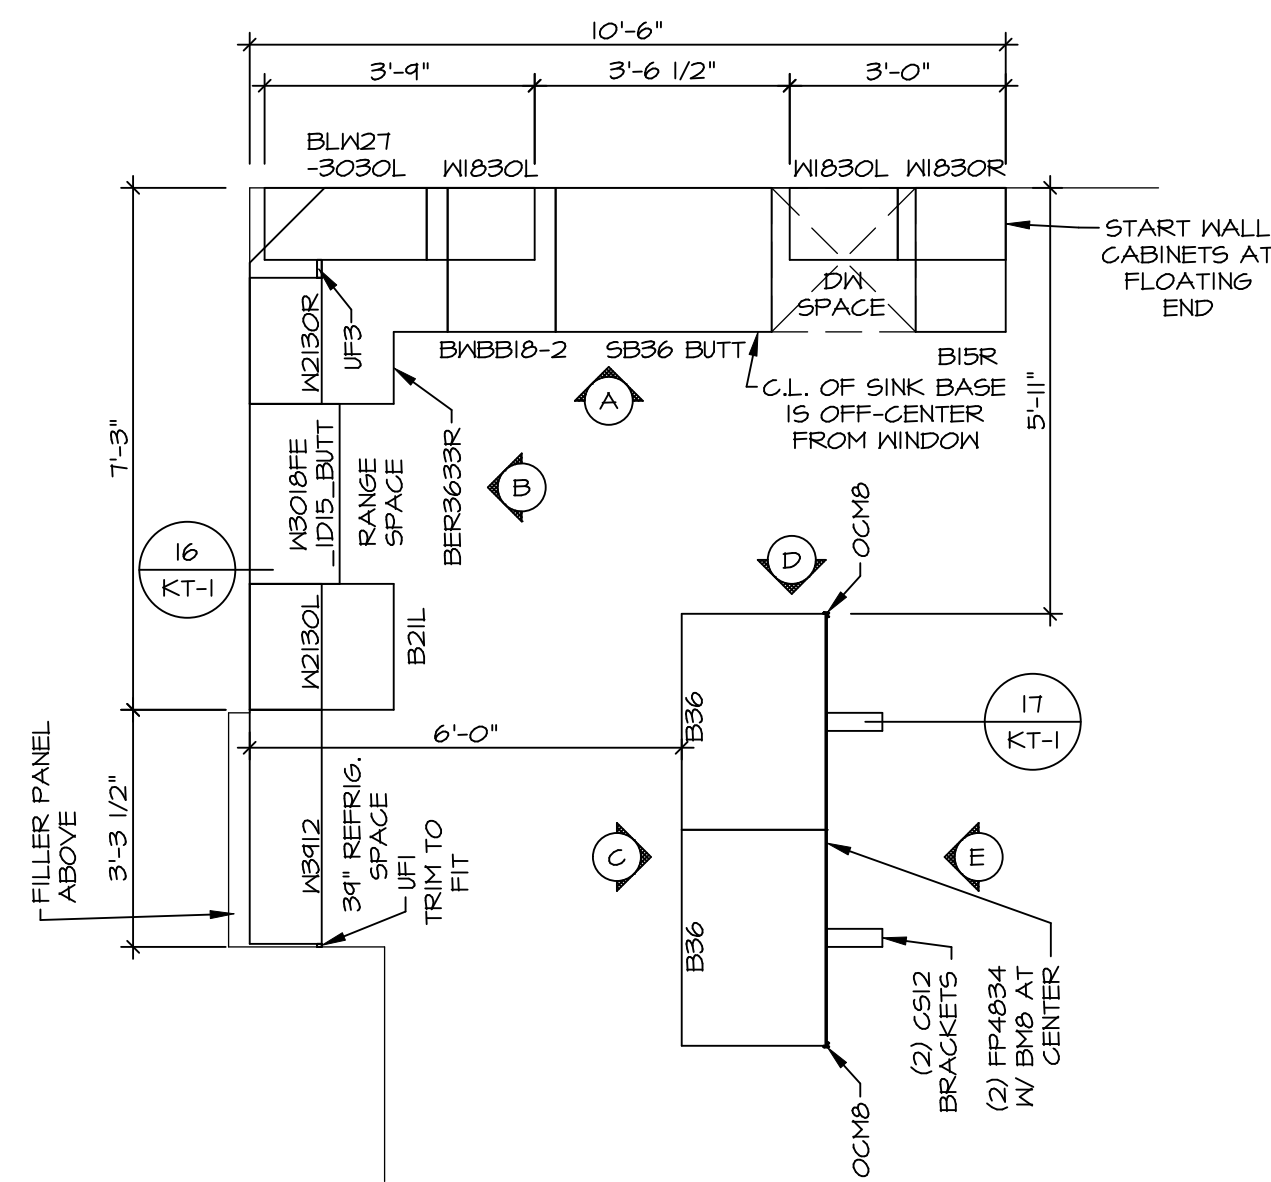 10'-6"
3'-9"
3'-6 1/2"
3'-0"
BLW27
-3030L
W1830L
W1830L
W1830R
START WALL
CABINETS AT
FLOATING
END
DW
SPACE
UF3
W2130R
BWBB18-2
SB36 BUTT
B15R
C.L. OF SINK BASE
IS OFF-CENTER
FROM WINDOW
5'-11"
A
7'-3"
W3018FE
_1D15_BUTT
RANGE
SPACE
BER3633R
B
16
KT-1
OCM8
D
W2130L
B21L
B36
17
KT-1
6'-0"
FILLER PANEL
ABOVE
3'-3 1/2"
W3912
39" REFRIG.
SPACE
UF1
TRIM TO
FIT
C
E
B36
(2) CS12
BRACKETS
(2) FP4834
W/ BM8 AT
CENTER
OCM8